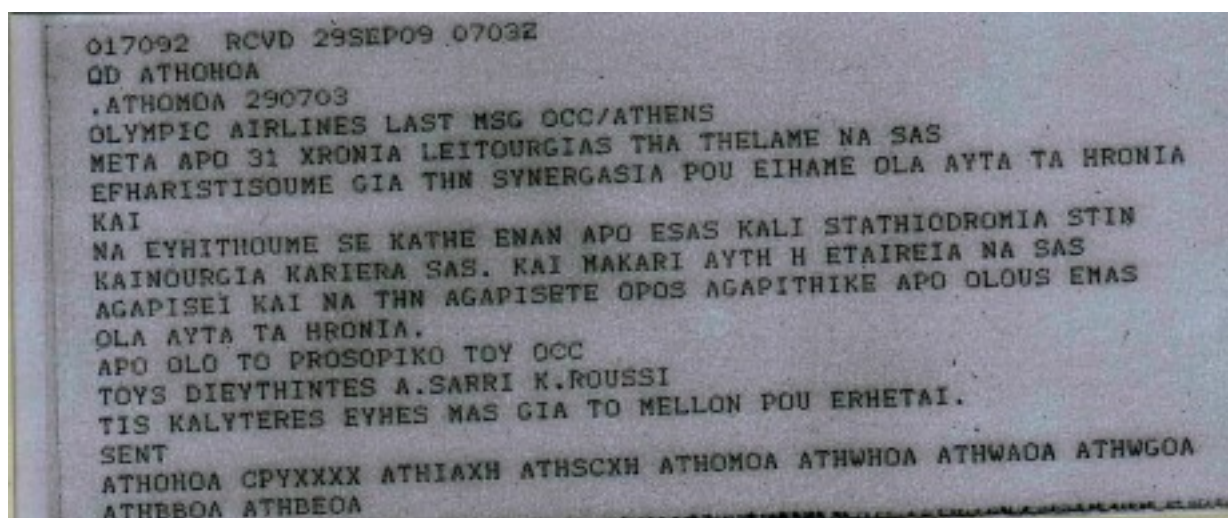 017092 RCVD 29SEP09 0703Z
QD ATHOHOA
.ATHOMOA 290703
OLYMPIC AIRLINES LAST MSG OCC/ATHENS
META APO 31 XRONIA LEITOURGIAS THA THELAME NA SAS
EFHARISTISOUME GIA THN SYNERGASIA POU EIHAME OLA AYTA TA HRONIA
KAI
NA EYHITHOUME SE KATHE ENAN APO ESAS KALI STATHIODROMIA STIN
KAINOURGIA KARIERA SAS. KAI MAKARI AYTH H ETAIREIA NA SAS
AGAPISEI KAI NA THN AGAPISETE OPOS AGAPITHIKE APO OLOUS EMAS
OLA AYTA TA HRONIA.
APO OLO TO PROSOPIKO TOY OCC
TOYS DIEYTHINTES A.SARRI K.ROUSSI
TIS KALYTERES EYHES MAS GIA TO MELLON POU ERHETAI.
SENT
ATHOHOA CPYXXXX ATHIAXH ATHSCXH ATHOMOA ATHWHOA ATHWAOA ATHWGOA
ATHBBOA ATHBEOA